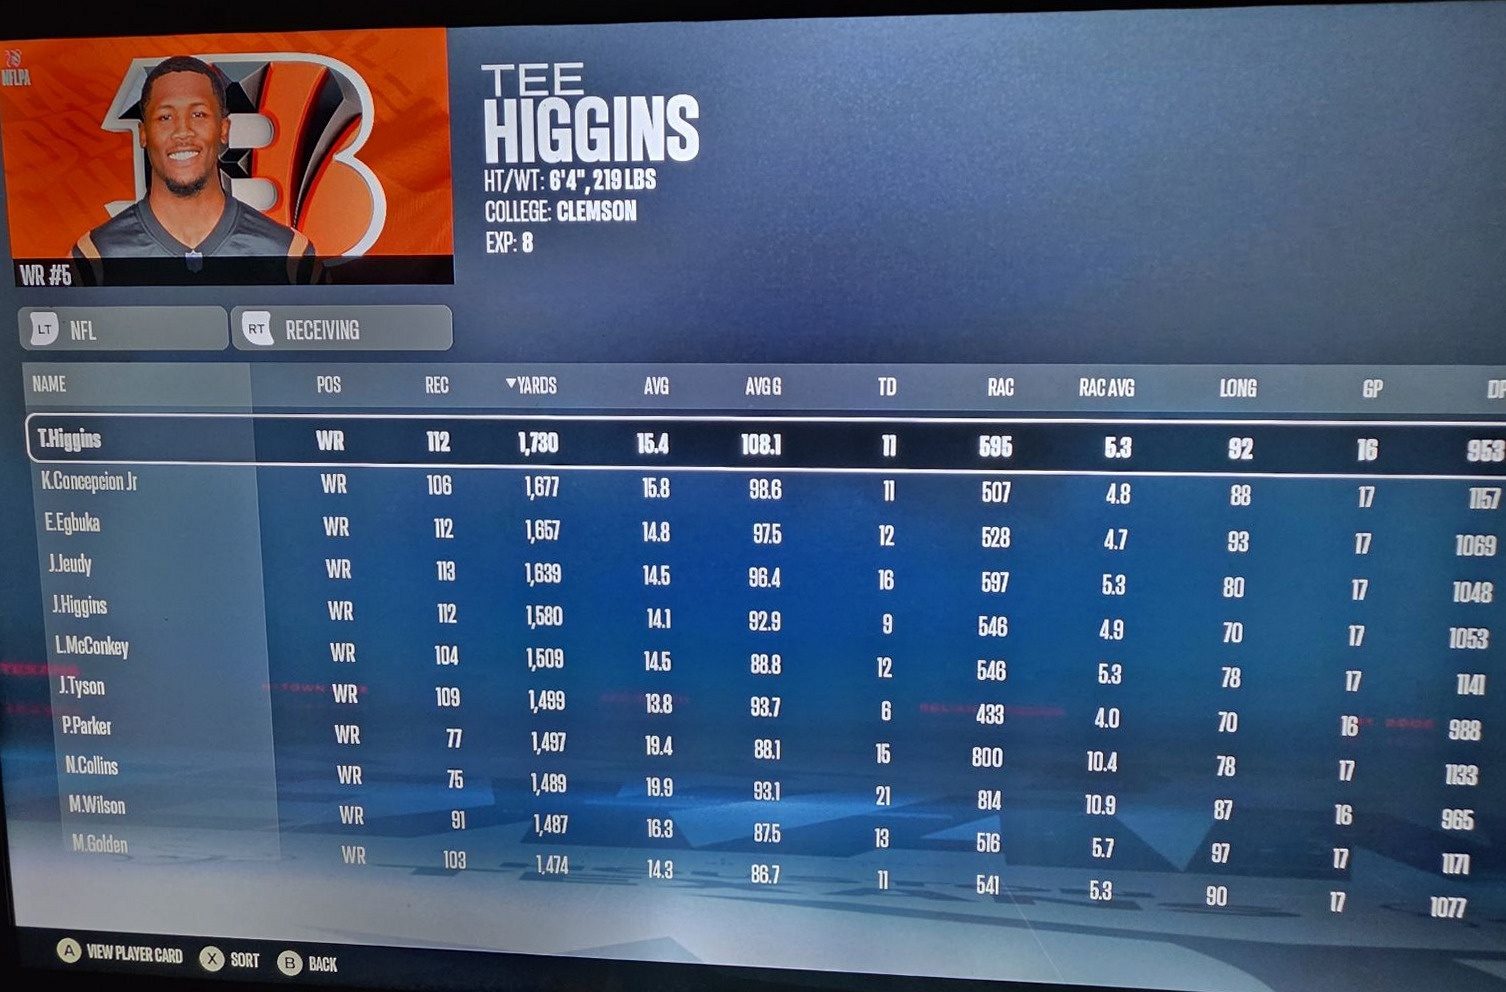 NFLPA
WR #5
TEE
HIGGINS
HT/WT: 6'4", 219 LBS
COLLEGE: CLEMSON
EXP: 8
LT NFL RT RECEIVING
NAME POS REC ▼YARDS AVG AVG G TD RAC RAC AVG LONG GP
T.Higgins WR 112 1,730 15.4 108.1 11 595 5.3 92 16 953
K.Concepcion Jr WR 106 1,677 15.8 98.6 11 507 4.8 88 17 1157
E.Egbuka WR 112 1,657 14.8 97.5 12 528 4.7 93 17 1069
J.Jeudy WR 113 1,639 14.5 96.4 16 597 5.3 80 17 1048
J.Higgins WR 112 1,580 14.1 92.9 9 546 4.9 70 17 1053
L.McConkey WR 104 1,509 14.5 88.8 12 546 5.3 78 17 1141
J.Tyson WR 109 1,499 13.8 93.7 6 433 4.0 70 16 988
P.Parker WR 77 1,497 19.4 88.1 15 800 10.4 78 17 1133
N.Collins WR 75 1,489 19.9 93.1 21 814 10.9 87 16 965
M.Wilson WR 91 1,487 16.3 87.5 13 516 5.7 97 17 1171
M.Golden WR 103 1,474 14.3 86.7 11 541 5.3 90 17 1077
A VIEW PLAYER CARD X SORT B BACK